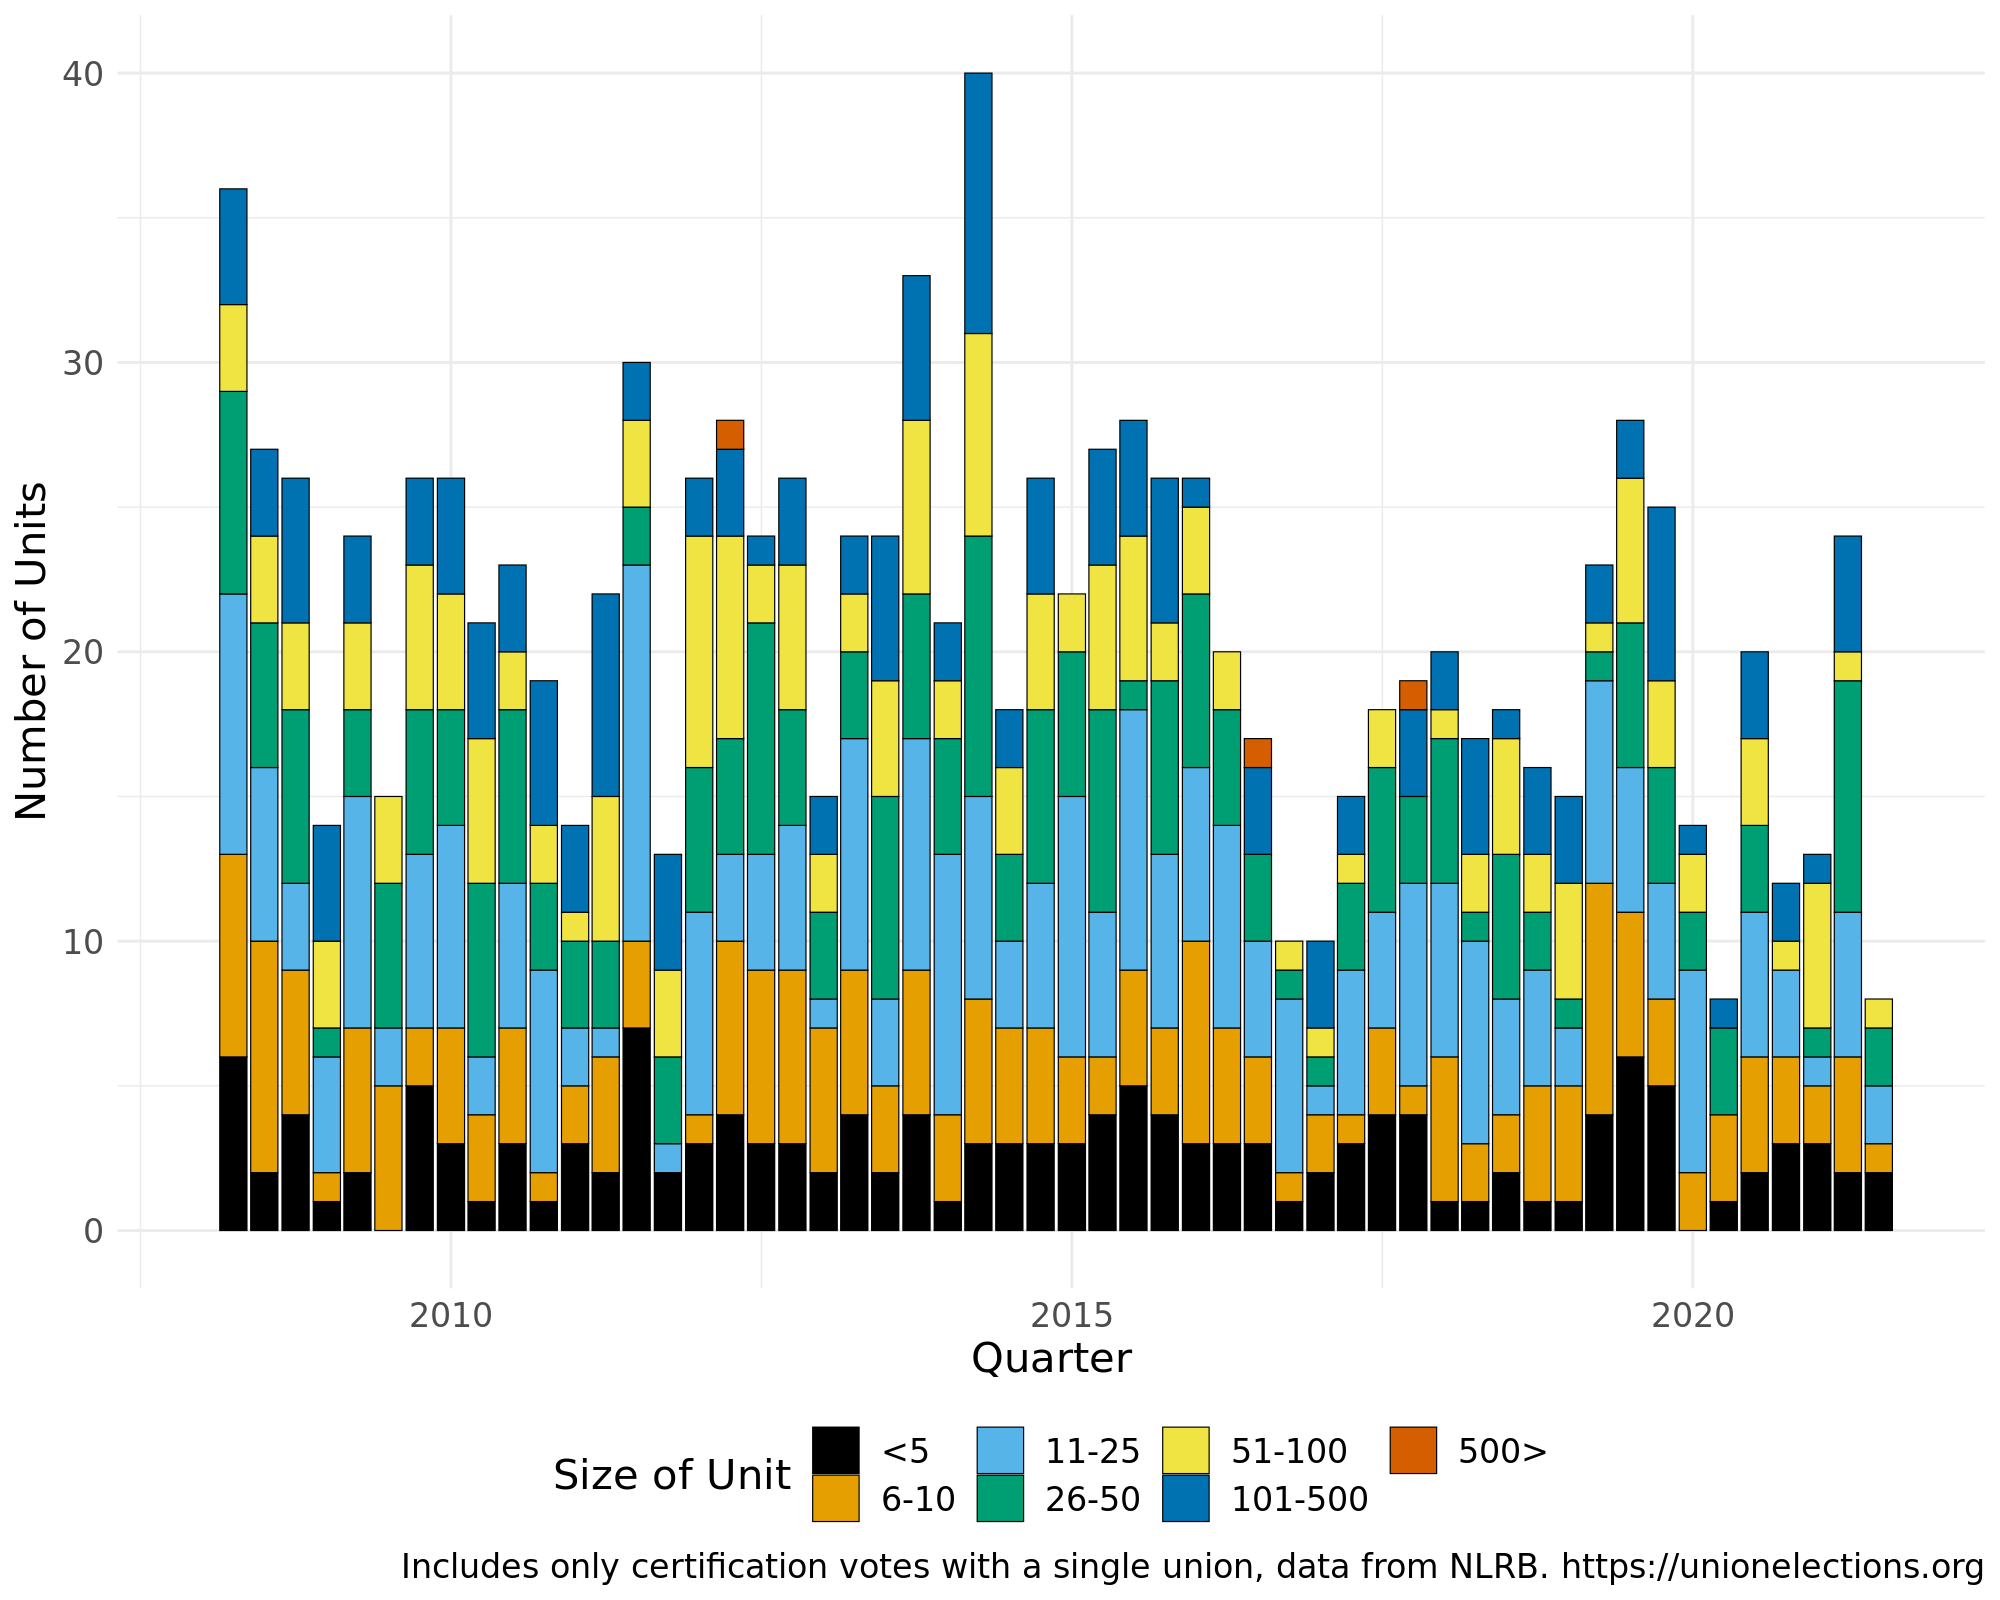 40
30
20
10
0
Number of Units
2010 2015 2020
Quarter
Size of Unit
<5 11-25 51-100 500>
6-10 26-50 101-500
Includes only certification votes with a single union, data from NLRB. https://unionelections.org